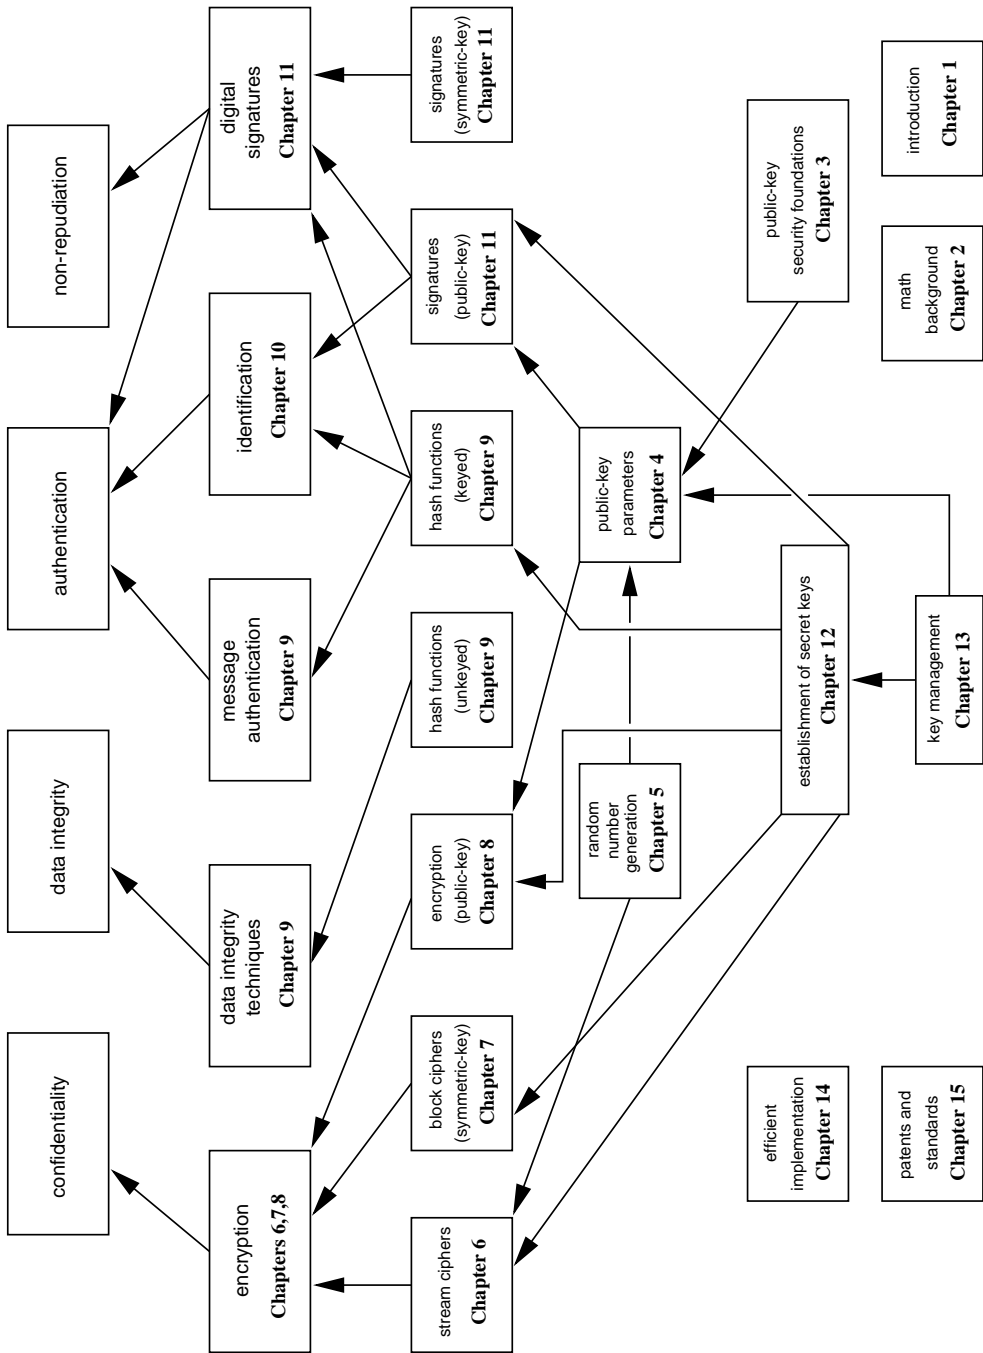 confidentiality
data integrity
authentication
non-repudiation
encryption
Chapters 6,7,8
data integrity
techniques
Chapter 9
message
authentication
Chapter 9
identification
Chapter 10
digital
signatures
Chapter 11
stream ciphers
Chapter 6
block ciphers
(symmetric-key)
Chapter 7
encryption
(public-key)
Chapter 8
hash functions
(unkeyed)
Chapter 9
hash functions
(keyed)
Chapter 9
signatures
(public-key)
Chapter 11
signatures
(symmetric-key)
Chapter 11
random
number
generation
Chapter 5
public-key
parameters
Chapter 4
efficient
implementation
Chapter 14
establishment of secret keys
Chapter 12
public-key
security foundations
Chapter 3
patents and
standards
Chapter 15
key management
Chapter 13
math
background
Chapter 2
introduction
Chapter 1